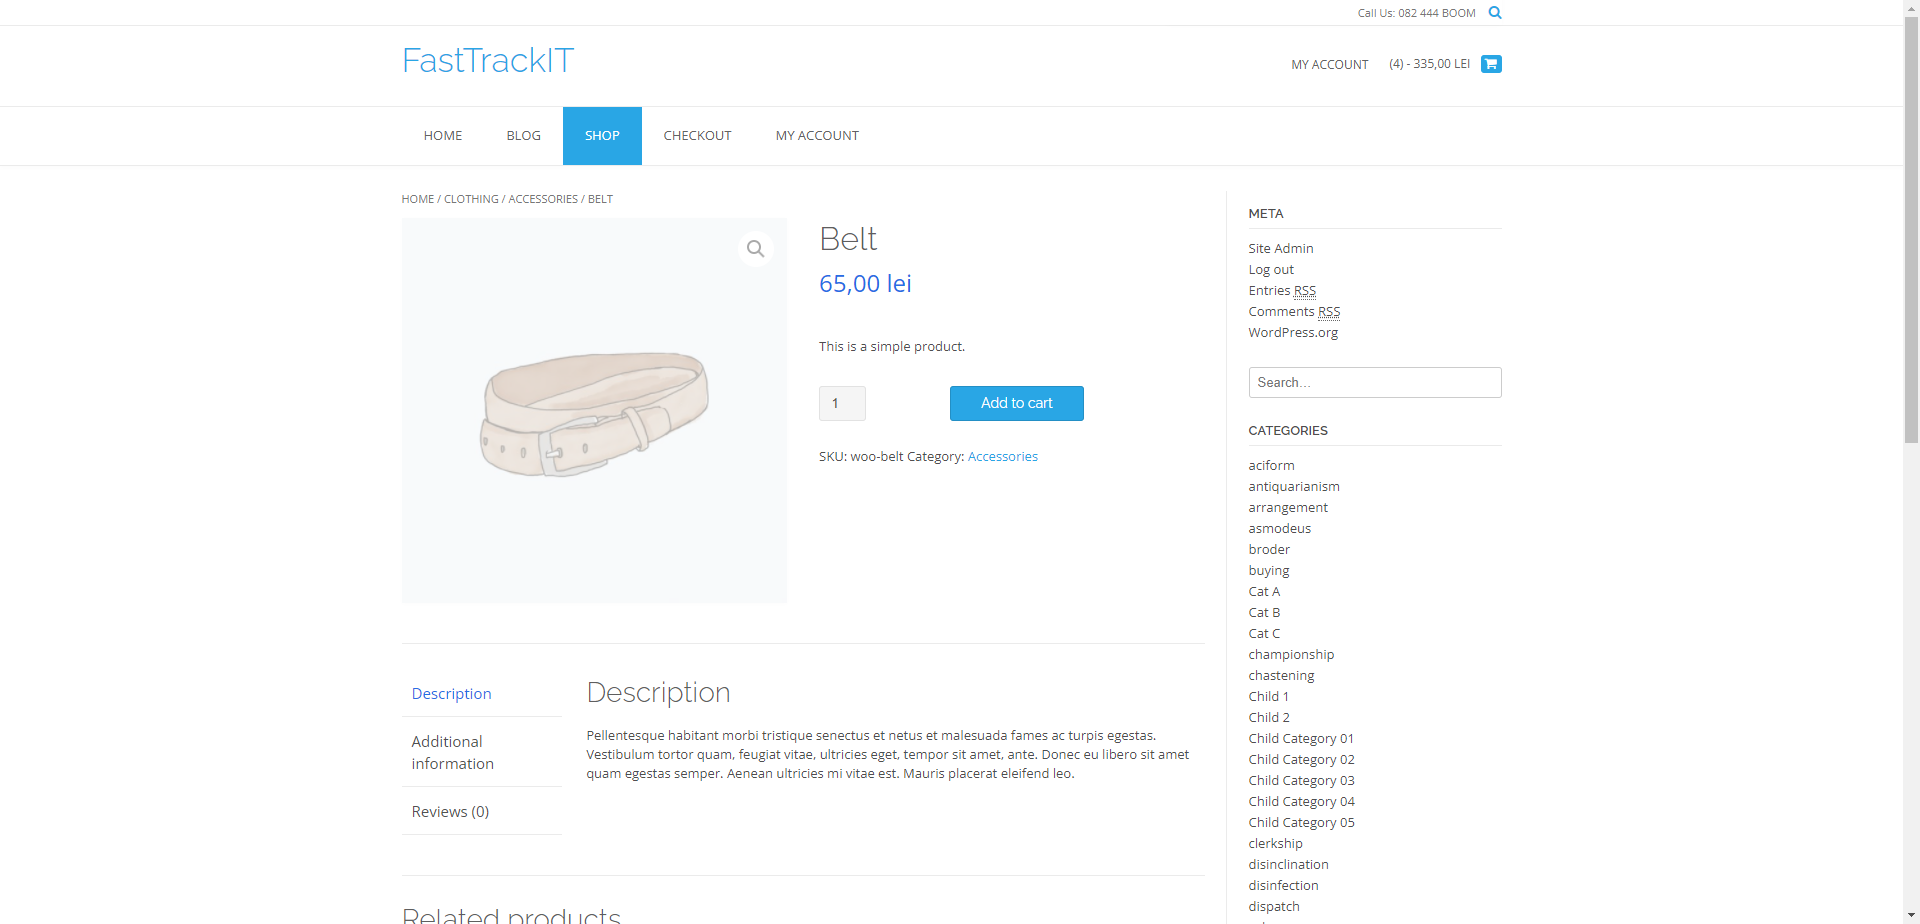 Call Us: 082 444 BOOM
FastTrackIT
MY ACCOUNT
(4) - 335,00 LEI
HOME
BLOG
SHOP
CHECKOUT
MY ACCOUNT
HOME / CLOTHING / ACCESSORIES / BELT
Belt
65,00 lei
This is a simple product.
1
Add to cart
SKU: woo-belt Category: Accessories
Description
Additional
information
Reviews (0)
Description
Pellentesque habitant morbi tristique senectus et netus et malesuada fames ac turpis egestas.
Vestibulum tortor quam, feugiat vitae, ultricies eget, tempor sit amet, ante. Donec eu libero sit amet
quam egestas semper. Aenean ultricies mi vitae est. Mauris placerat eleifend leo.
Related products
META
Site Admin
Log out
Entries RSS
Comments RSS
WordPress.org
Search...
CATEGORIES
aciform
antiquarianism
arrangement
asmodeus
broder
buying
Cat A
Cat B
Cat C
championship
chastening
Child 1
Child 2
Child Category 01
Child Category 02
Child Category 03
Child Category 04
Child Category 05
clerkship
disinclination
disinfection
dispatch